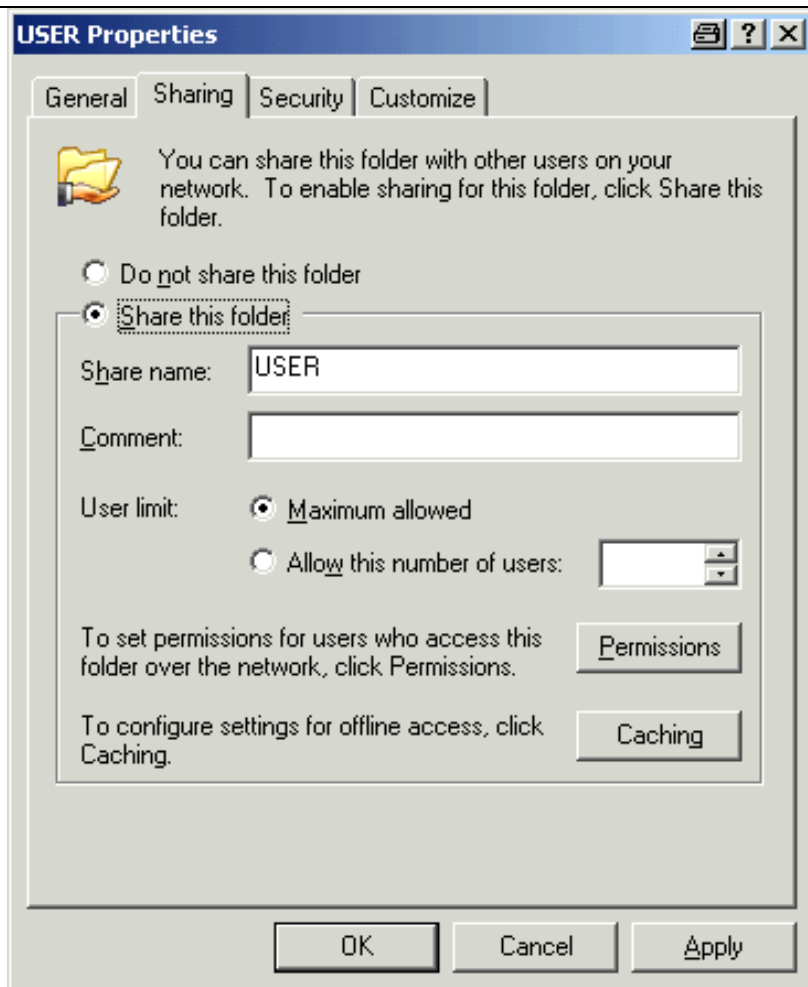 USER Properties
General Sharing Security Customize
You can share this folder with other users on your
network. To enable sharing for this folder, click Share this
folder.
Do not share this folder
Share this folder
Share name: USER
Comment:
User limit: Maximum allowed
Allow this number of users:
To set permissions for users who access this
folder over the network, click Permissions.
Permissions
To configure settings for offline access, click
Caching.
Caching
OK Cancel Apply